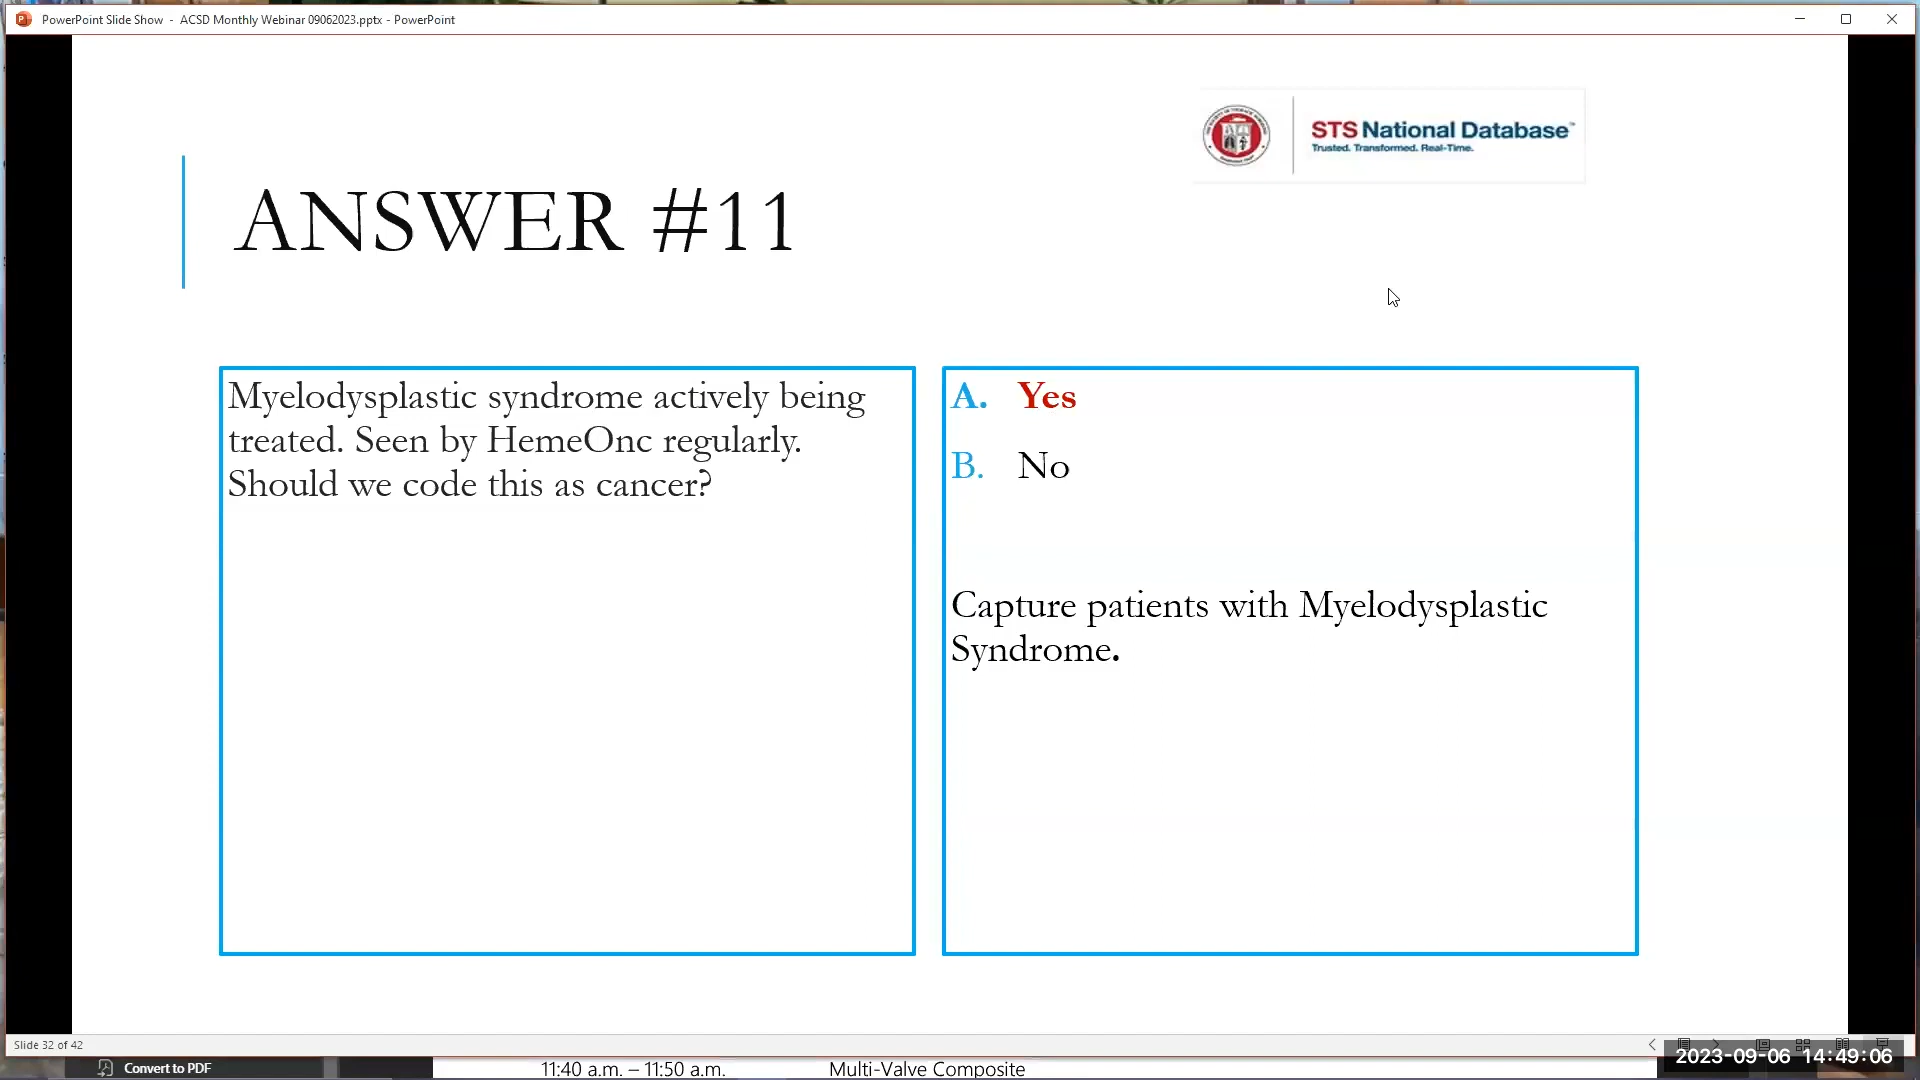 PowerPoint Slide Show - ACSD Monthly Webinar 09062023.pptx - PowerPoint
STS National Database™
Trusted. Transformed. Real-Time.
ANSWER #11
Myelodysplastic syndrome actively being
treated. Seen by HemeOnc regularly.
Should we code this as cancer?
A. Yes
B. No
Capture patients with Myelodysplastic
Syndrome.
Slide 32 of 42
2023-09-06 14:49:06
Convert to PDF
11:40 a.m. – 11:50 a.m. Multi-Valve Composite